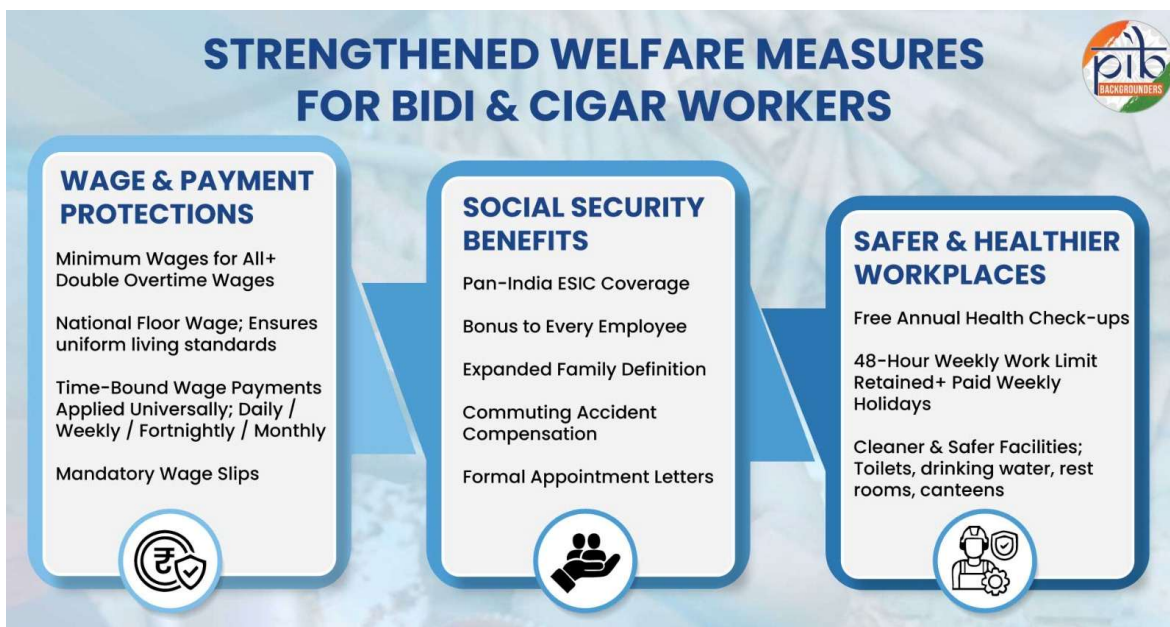 STRENGTHENED WELFARE MEASURES
FOR BIDI & CIGAR WORKERS
pib
BACKGROUNDERS
WAGE & PAYMENT
PROTECTIONS
Minimum Wages for All+
Double Overtime Wages
National Floor Wage; Ensures
uniform living standards
Time-Bound Wage Payments
Applied Universally; Daily /
Weekly / Fortnightly / Monthly
Mandatory Wage Slips
₹
SOCIAL SECURITY
BENEFITS
Pan-India ESIC Coverage
Bonus to Every Employee
Expanded Family Definition
Commuting Accident
Compensation
Formal Appointment Letters
SAFER & HEALTHIER
WORKPLACES
Free Annual Health Check-ups
48-Hour Weekly Work Limit
Retained+ Paid Weekly
Holidays
Cleaner & Safer Facilities;
Toilets, drinking water, rest
rooms, canteens